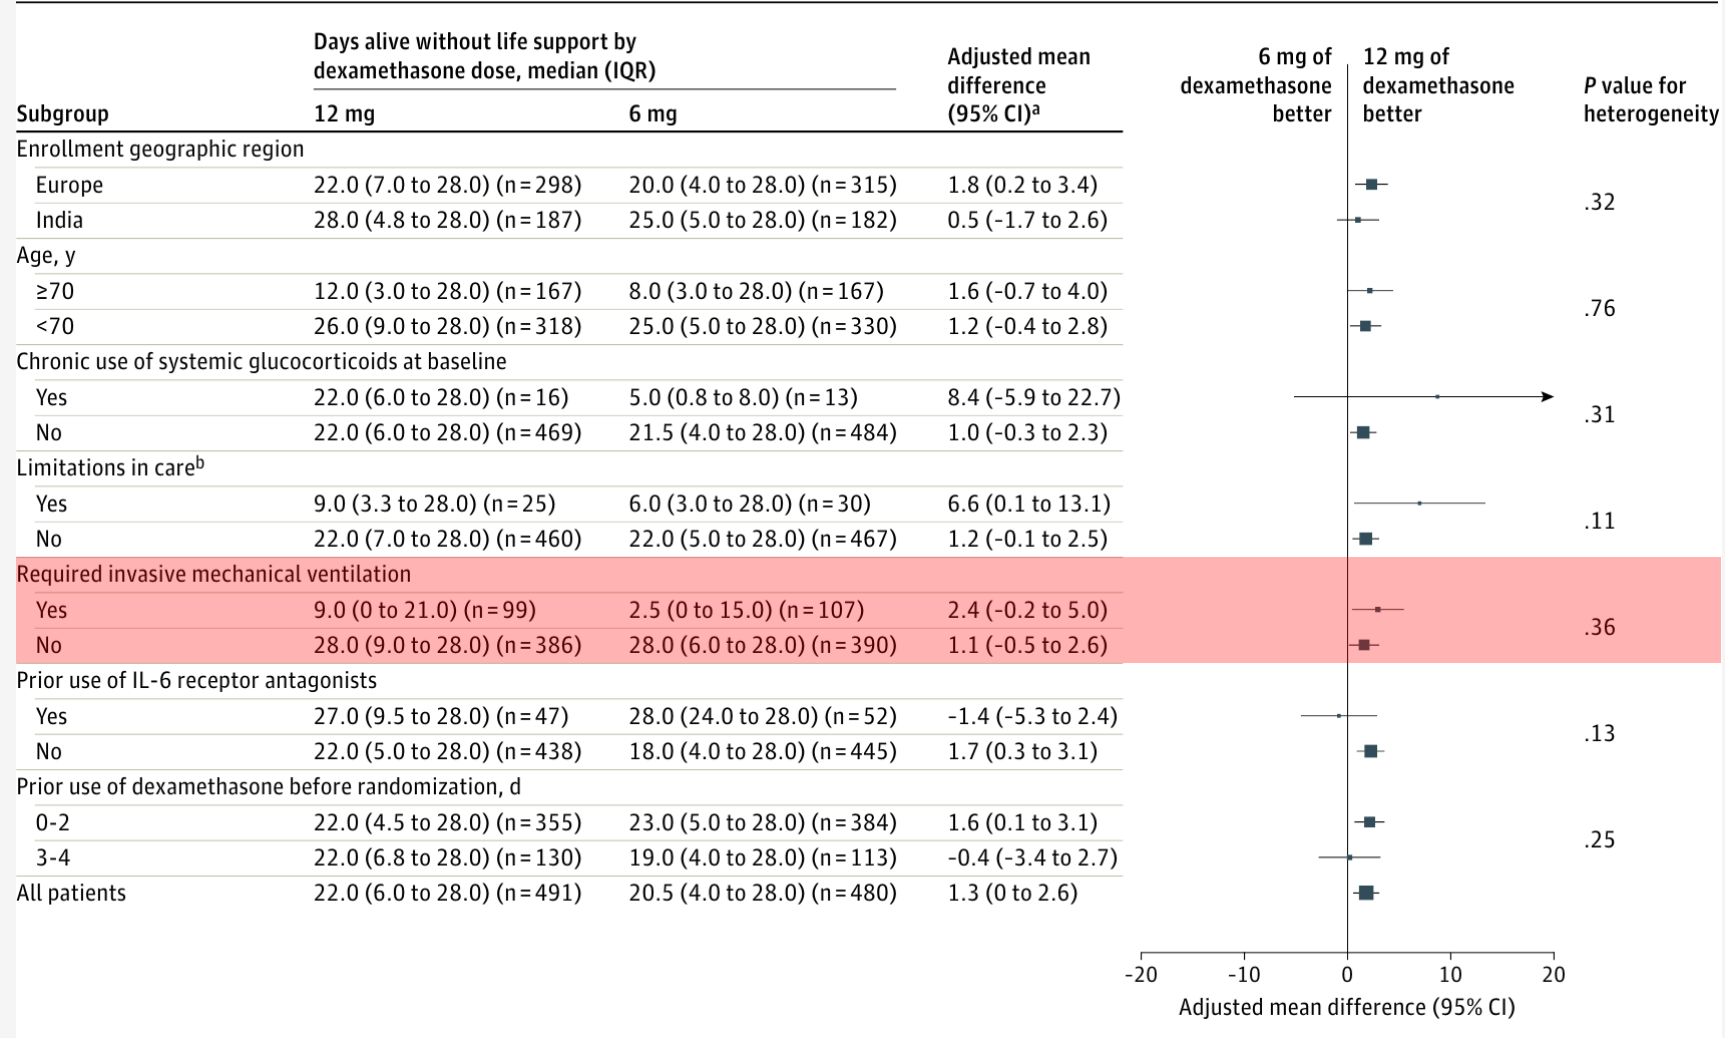 Days alive without life support by
dexamethasone dose, median (IQR)
Adjusted mean
difference
(95% CI)a
6 mg of
dexamethasone
better
12 mg of
dexamethasone
better
P value for
heterogeneity
Subgroup 12 mg 6 mg
Enrollment geographic region
Europe 22.0 (7.0 to 28.0) (n=298) 20.0 (4.0 to 28.0) (n=315) 1.8 (0.2 to 3.4)
India 28.0 (4.8 to 28.0) (n=187) 25.0 (5.0 to 28.0) (n=182) 0.5 (-1.7 to 2.6)
.32
Age, y
≥70 12.0 (3.0 to 28.0) (n=167) 8.0 (3.0 to 28.0) (n=167) 1.6 (-0.7 to 4.0)
<70 26.0 (9.0 to 28.0) (n=318) 25.0 (5.0 to 28.0) (n=330) 1.2 (-0.4 to 2.8)
.76
Chronic use of systemic glucocorticoids at baseline
Yes 22.0 (6.0 to 28.0) (n=16) 5.0 (0.8 to 8.0) (n=13) 8.4 (-5.9 to 22.7)
No 22.0 (6.0 to 28.0) (n=469) 21.5 (4.0 to 28.0) (n=484) 1.0 (-0.3 to 2.3)
.31
Limitations in careb
Yes 9.0 (3.3 to 28.0) (n=25) 6.0 (3.0 to 28.0) (n=30) 6.6 (0.1 to 13.1)
No 22.0 (7.0 to 28.0) (n=460) 22.0 (5.0 to 28.0) (n=467) 1.2 (-0.1 to 2.5)
.11
Required invasive mechanical ventilation
Yes 9.0 (0 to 21.0) (n=99) 2.5 (0 to 15.0) (n=107) 2.4 (-0.2 to 5.0)
No 28.0 (9.0 to 28.0) (n=386) 28.0 (6.0 to 28.0) (n=390) 1.1 (-0.5 to 2.6)
.36
Prior use of IL-6 receptor antagonists
Yes 27.0 (9.5 to 28.0) (n=47) 28.0 (24.0 to 28.0) (n=52) -1.4 (-5.3 to 2.4)
No 22.0 (5.0 to 28.0) (n=438) 18.0 (4.0 to 28.0) (n=445) 1.7 (0.3 to 3.1)
.13
Prior use of dexamethasone before randomization, d
0-2 22.0 (4.5 to 28.0) (n=355) 23.0 (5.0 to 28.0) (n=384) 1.6 (0.1 to 3.1)
3-4 22.0 (6.8 to 28.0) (n=130) 19.0 (4.0 to 28.0) (n=113) -0.4 (-3.4 to 2.7)
.25
All patients 22.0 (6.0 to 28.0) (n=491) 20.5 (4.0 to 28.0) (n=480) 1.3 (0 to 2.6)
-20 -10 0 10 20
Adjusted mean difference (95% CI)